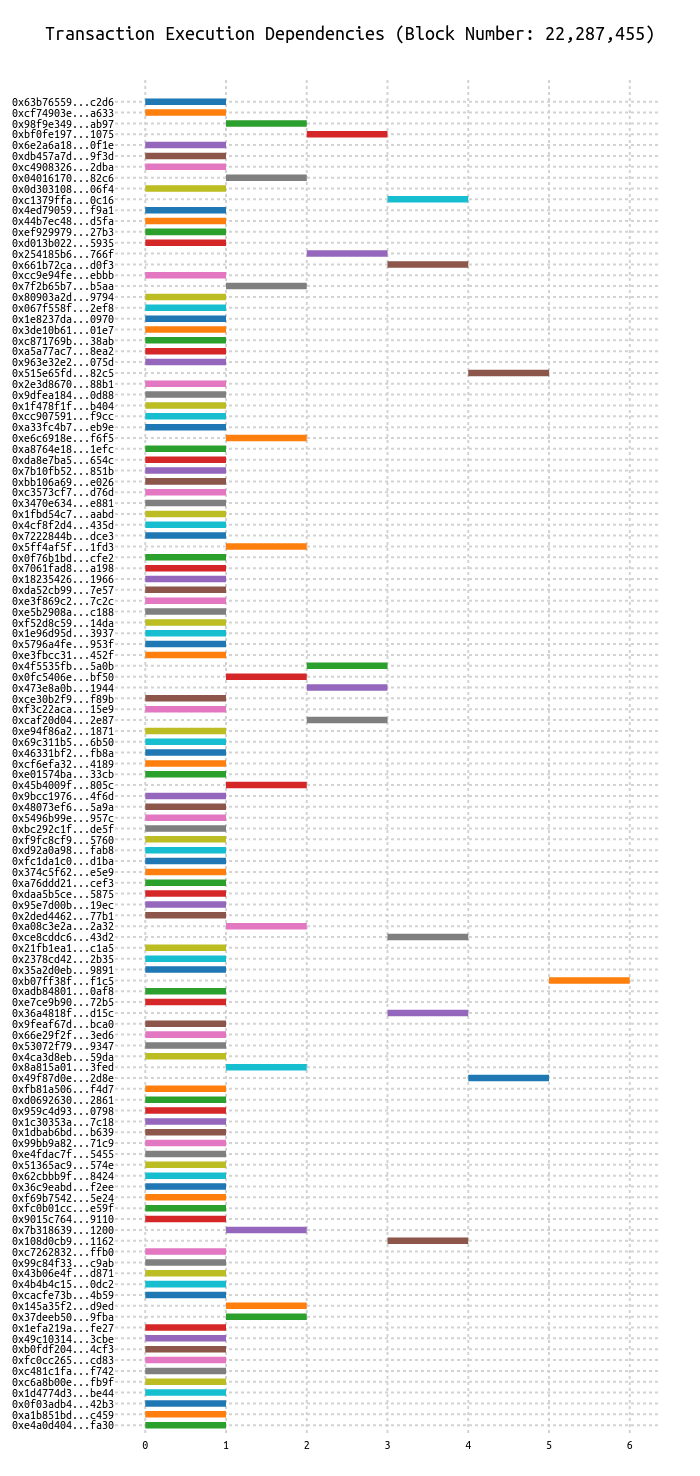 Transaction Execution Dependencies (Block Number: 22,287,455)
0x63b76559...c2d6
0xcf74903e...a633
0x98f9e349...ab97
0xbf0fe197...1075
0x6e2a6a18...0f1e
0xdb457a7d...9f3d
0xc4908326...2dba
0x04016170...82c6
0x0d303108...06f4
0xc1379ffa...0c16
0x4ed79059...f9a1
0x44b7ec48...d5fa
0xef929979...27b3
0xd013b022...5935
0x254185b6...766f
0x661b72ca...d0f3
0xcc9e94fe...ebbb
0x7f2b65b7...b5aa
0x80903a2d...9794
0x067f558f...2ef8
0x1e8237da...0970
0x3de10b61...01e7
0xc871769b...38ab
0xa5a77ac7...8ea2
0x963e32e2...075d
0x515e65fd...82c5
0x2e3d8670...88b1
0x9dfea184...0d88
0x1f478f1f...b404
0xcc907591...f9cc
0xa33fc4b7...eb9e
0xe6c6918e...f6f5
0xa8764e18...1efc
0xda8e7ba5...654c
0x7b10fb52...851b
0xbb106a69...e026
0xc3573cf7...d76d
0x3470e634...e881
0x1fbd54c7...aabd
0x4cf8f2d4...435d
0x7222844b...dce3
0x5ff4af5f...1fd3
0x0f76b1bd...cfe2
0x7061fad8...a198
0x18235426...1966
0xda52cb99...7e57
0xe3f869c2...7c2c
0xe5b2908a...c188
0xf52d8c59...14da
0x1e96d95d...3937
0x5796a4fe...953f
0xe3fbcc31...452f
0x4f5535fb...5a0b
0x0fc5406e...bf50
0x473e8a0b...1944
0xce30b2f9...f89b
0xf3c22aca...15e9
0xcaf20d04...2e87
0xe94f86a2...1871
0x69c311b5...6b50
0x46331bf2...fb8a
0xcf6efa32...4189
0xe01574ba...33cb
0x45b4009f...805c
0x9bcc1976...4f6d
0x48073ef6...5a9a
0x5496b99e...957c
0xbc292c1f...de5f
0xf9fc8cf9...5760
0xd92a0a98...fab8
0xfc1da1c0...d1ba
0x374c5f62...e5e9
0xa76ddd21...cef3
0xdaa5b5ce...5875
0x95e7d00b...19ec
0x2ded4462...77b1
0xa08c3e2a...2a32
0xce8cddc6...43d2
0x21fb1ea1...c1a5
0x2378cd42...2b35
0x35a2d0eb...9891
0xb07ff38f...f1c5
0xadb84801...0af8
0xe7ce9b90...72b5
0x36a4818f...d15c
0x9feaf67d...bca0
0x66e29f2f...3ed6
0x53072f79...9347
0x4ca3d8eb...59da
0x8a815a01...3fed
0x49f87d0e...2d8e
0xfb81a506...f4d7
0xd0692630...2861
0x959c4d93...0798
0x1c30353a...7c18
0x1dbab6bd...b639
0x99bb9a82...71c9
0xe4fdac7f...5455
0x51365ac9...574e
0x62cbbb9f...8424
0x36c9eabd...f2ee
0xf69b7542...5e24
0xfc0b01cc...e59f
0x9015c764...9110
0x7b318639...1200
0x108d0cb9...1162
0xc7262832...ffb0
0x99c84f33...c9ab
0x43b06e4f...d871
0x4b4b4c15...0dc2
0xcacfe73b...4b59
0x145a35f2...d9ed
0x37deeb50...9fba
0x1efa219a...fe27
0x49c10314...3cbe
0xb0fdf204...4cf3
0xfc0cc265...cd83
0xc481c1fa...f742
0xc6a8b00e...fb9f
0x1d4774d3...be44
0x0f03adb4...42b3
0xa1b851bd...c459
0xe4a0d404...fa30
0 1 2 3 4 5 6